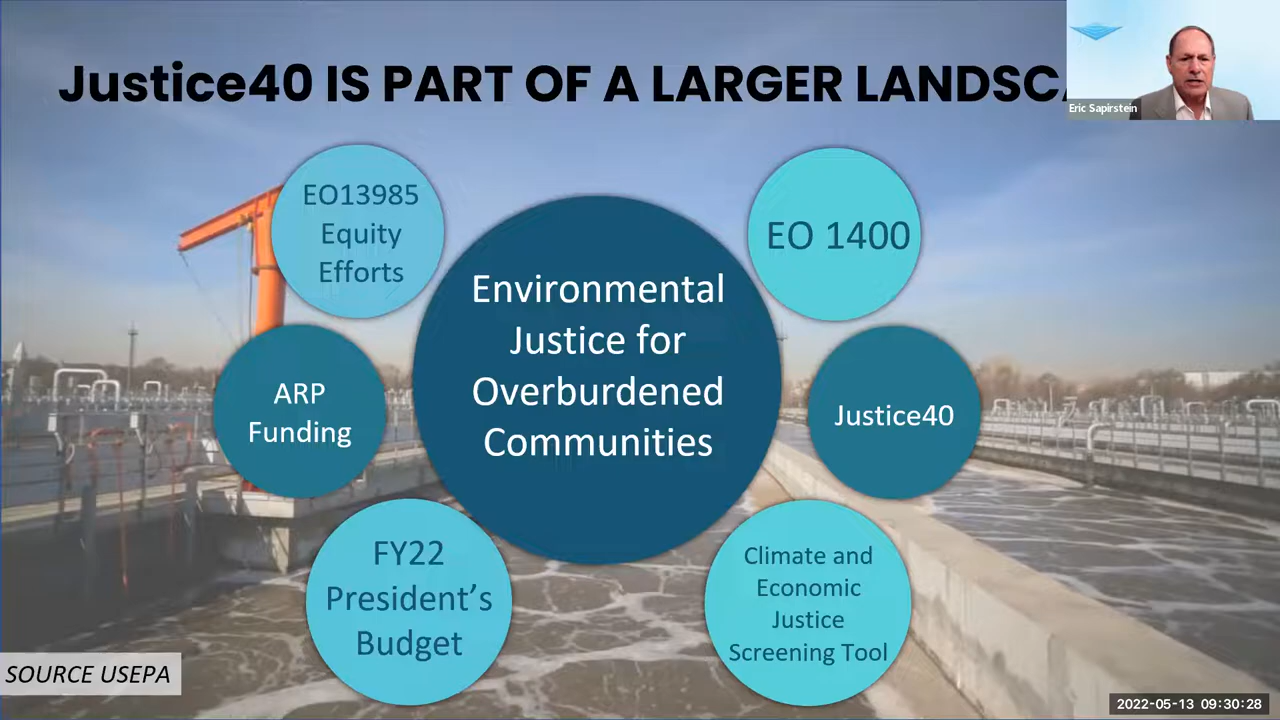 Justice40 IS PART OF A LARGER LANDSC
Eric Sapirstein
EO13985
Equity
Efforts
EO 1400
Environmental
Justice for
Overburdened
Communities
ARP
Funding
Justice40
FY22
President’s
Budget
Climate and
Economic
Justice
Screening Tool
SOURCE USEPA
2022-05-13 09:30:28